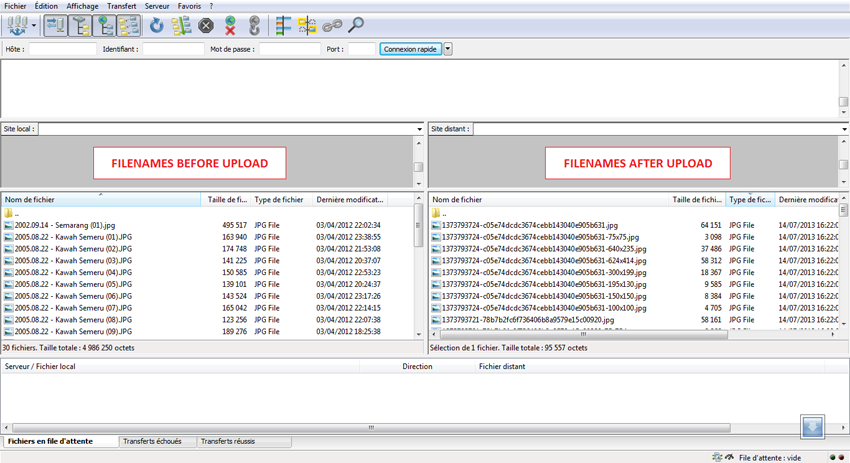 Fichier Édition Affichage Transfert Serveur Favoris ?
Hôte : Identifiant : Mot de passe : Port : Connexion rapide
Site local :
FILENAMES BEFORE UPLOAD
Nom de fichier Taille de fi... Type de fichier Dernière modificat...
..
2002.09.14 - Semarang (01).jpg 495 517 JPG File 03/04/2012 22:02:34
2005.08.22 - Kawah Semeru (01).JPG 163 940 JPG File 03/04/2012 23:38:55
2005.08.22 - Kawah Semeru (02).JPG 174 748 JPG File 03/04/2012 21:53:08
2005.08.22 - Kawah Semeru (03).JPG 141 225 JPG File 03/04/2012 20:37:07
2005.08.22 - Kawah Semeru (04).JPG 150 585 JPG File 03/04/2012 22:53:23
2005.08.22 - Kawah Semeru (05).JPG 139 101 JPG File 03/04/2012 20:24:37
2005.08.22 - Kawah Semeru (06).JPG 143 524 JPG File 03/04/2012 23:17:26
2005.08.22 - Kawah Semeru (07).JPG 165 042 JPG File 03/04/2012 22:14:15
2005.08.22 - Kawah Semeru (08).JPG 123 256 JPG File 03/04/2012 22:07:38
2005.08.22 - Kawah Semeru (09).JPG 189 276 JPG File 03/04/2012 18:25:38
30 fichiers. Taille totale : 4 986 250 octets
Site distant :
FILENAMES AFTER UPLOAD
Nom de fichier Taille de fichi... Type de fic... Dernière modificat
..
1373793724-c05e74dcdc3674cebb143040e905b631.jpg 64 151 JPG File 14/07/2013 16:22:0
1373793724-c05e74dcdc3674cebb143040e905b631-75x75.jpg 3 098 JPG File 14/07/2013 16:22:0
1373793724-c05e74dcdc3674cebb143040e905b631-640x235.jpg 37 486 JPG File 14/07/2013 16:22:0
1373793724-c05e74dcdc3674cebb143040e905b631-624x414.jpg 58 312 JPG File 14/07/2013 16:22:0
1373793724-c05e74dcdc3674cebb143040e905b631-300x199.jpg 18 367 JPG File 14/07/2013 16:22:0
1373793724-c05e74dcdc3674cebb143040e905b631-195x130.jpg 9 585 JPG File 14/07/2013 16:22:0
1373793724-c05e74dcdc3674cebb143040e905b631-150x150.jpg 8 384 JPG File 14/07/2013 16:22:0
1373793724-c05e74dcdc3674cebb143040e905b631-100x100.jpg 4 705 JPG File 14/07/2013 16:22:0
1373793721-78b7b2fc6f736406b8a9579e15c00920.jpg 58 161 JPG File 14/07/2013 16:22:0
Sélection de 1 fichier. Taille totale : 95 557 octets
Serveur / Fichier local Direction Fichier distant
Fichiers en file d'attente Transferts échoués Transferts réussis
File d'attente : vide